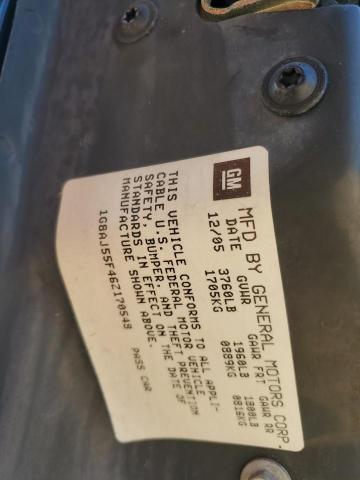 GM
MFD BY GENERAL MOTORS CORP.
DATE GVWR GAWR FRT GAWR RR
12/05 3760LB 1960LB 1800LB
1705KG 0889KG 0816KG
THIS VEHICLE CONFORMS TO ALL APPLI-
CABLE U.S. FEDERAL MOTOR VEHICLE
SAFETY, BUMPER, AND THEFT PREVENTION
STANDARDS IN EFFECT ON THE DATE OF
MANUFACTURE SHOWN ABOVE.
1G8AJ55F46Z170549 PASS CAR